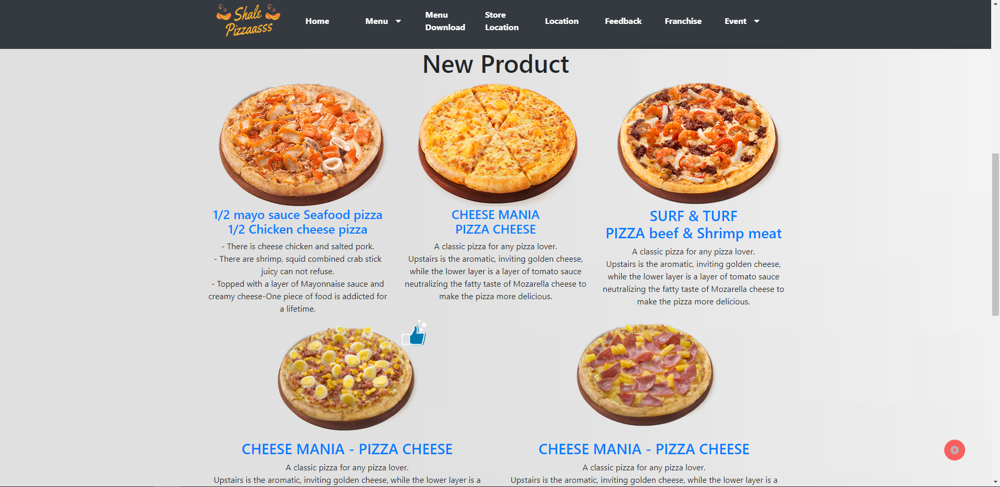 Shale
Pizzaasss
Home
Menu
Menu
Download
Store
Location
Location
Feedback
Franchise
Event
New Product
1/2 mayo sauce Seafood pizza
1/2 Chicken cheese pizza
- There is cheese chicken and salted pork.
- There are shrimp, squid combined crab stick
juicy can not refuse.
- Topped with a layer of Mayonnaise sauce and
creamy cheese-One piece of food is addicted for
a lifetime.
CHEESE MANIA
PIZZA CHEESE
A classic pizza for any pizza lover.
Upstairs is the aromatic, inviting golden cheese,
while the lower layer is a layer of tomato sauce
neutralizing the fatty taste of Mozarella cheese to
make the pizza more delicious.
SURF & TURF
PIZZA beef & Shrimp meat
A classic pizza for any pizza lover.
Upstairs is the aromatic, inviting golden cheese,
while the lower layer is a layer of tomato sauce
neutralizing the fatty taste of Mozarella cheese to
make the pizza more delicious.
CHEESE MANIA - PIZZA CHEESE
A classic pizza for any pizza lover.
Upstairs is the aromatic, inviting golden cheese, while the lower layer is a
CHEESE MANIA - PIZZA CHEESE
A classic pizza for any pizza lover.
Upstairs is the aromatic, inviting golden cheese, while the lower layer is a